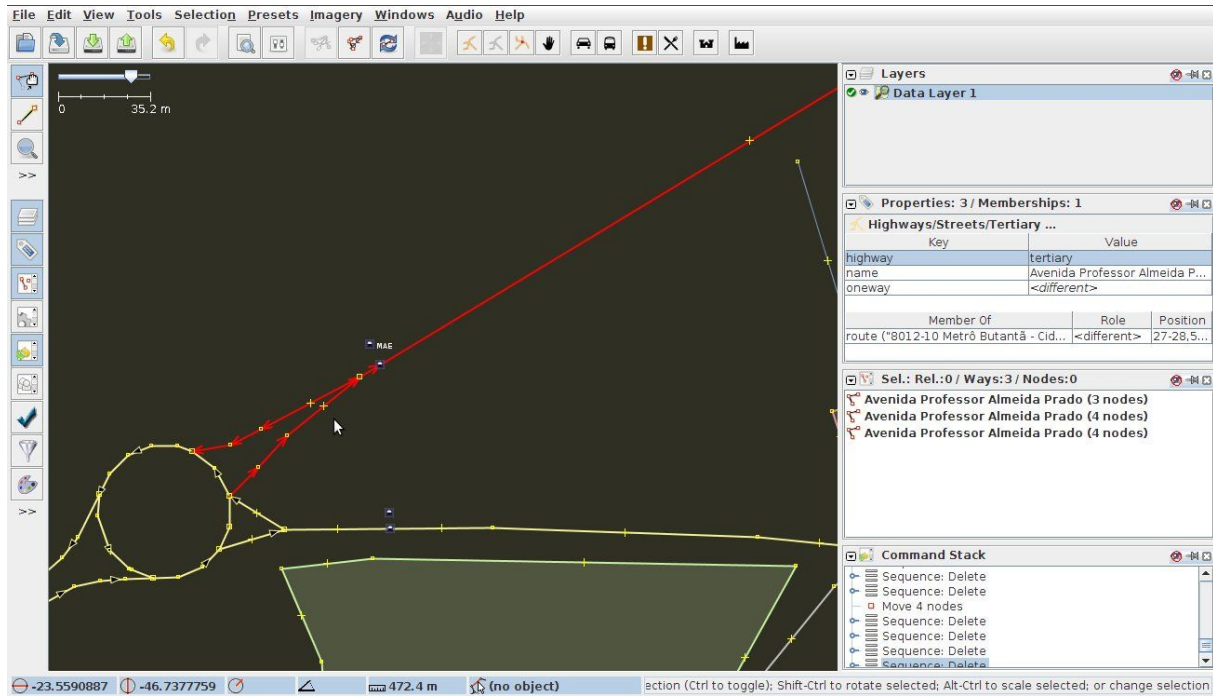 File Edit View Tools Selection Presets Imagery Windows Audio Help
0 35.2 m
MAE
Layers
Data Layer 1
Properties: 3 / Memberships: 1
Highways/Streets/Tertiary ...
Key Value
highway tertiary
name Avenida Professor Almeida P...
oneway <different>
Member Of Role Position
route ("8012-10 Metrô Butantã - Cid... <different> 27-28,5...
Sel.: Rel.:0 / Ways:3 / Nodes:0
Avenida Professor Almeida Prado (3 nodes)
Avenida Professor Almeida Prado (4 nodes)
Avenida Professor Almeida Prado (4 nodes)
Command Stack
Sequence: Delete
Sequence: Delete
Move 4 nodes
Sequence: Delete
Sequence: Delete
Sequence: Delete
Sequence: Delete
>>
>>
-23.5590887 -46.7377759 472.4 m (no object) ection (Ctrl to toggle); Shift-Ctrl to rotate selected; Alt-Ctrl to scale selected; or change selection